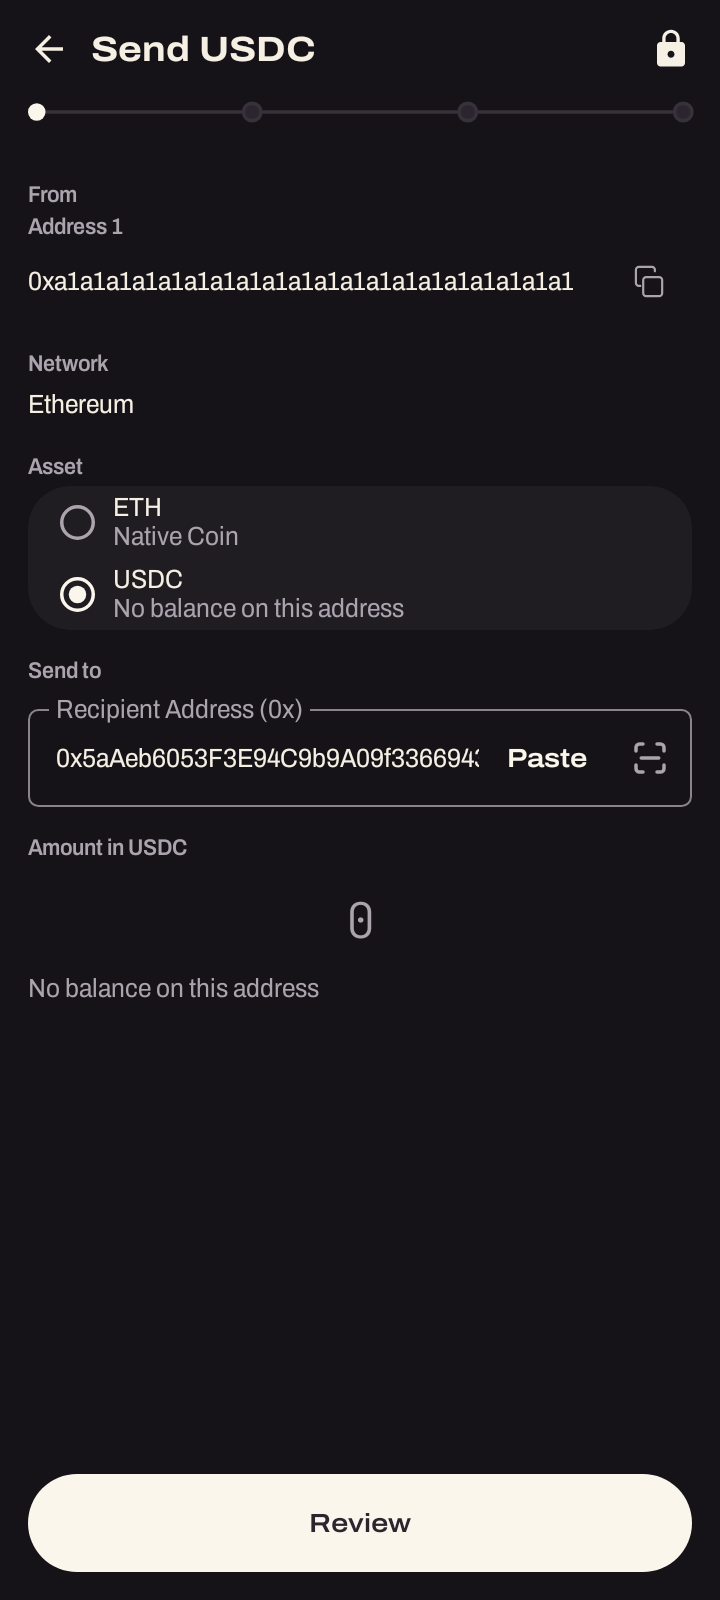 Send USDC
From
Address 1
0xa1a1a1a1a1a1a1a1a1a1a1a1a1a1a1a1a1a1a1a1
Network
Ethereum
Asset
ETH
Native Coin
USDC
No balance on this address
Send to
Recipient Address (0x)
0x5aAeb6053F3E94C9b9A09f3366943 Paste
Amount in USDC
0
No balance on this address
Review